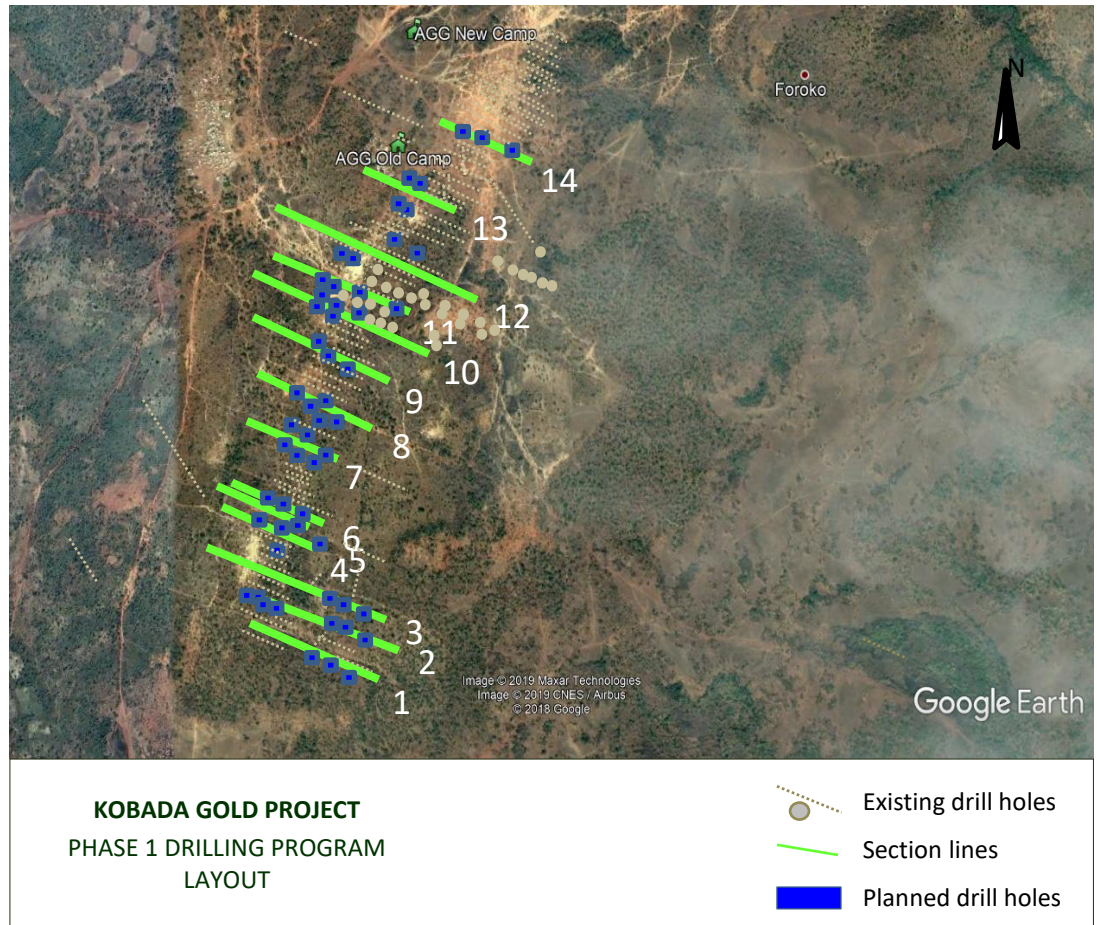 AGG New Camp
N
Foroko
AGG Old Camp
14
13
12
11
10
9
8
7
6
5
4
3
2
1
Image © 2019 Maxar Technologies
Image © 2019 CNES / Airbus
© 2018 Google
Google Earth
KOBADA GOLD PROJECT
PHASE 1 DRILLING PROGRAM
LAYOUT
Existing drill holes
Section lines
Planned drill holes